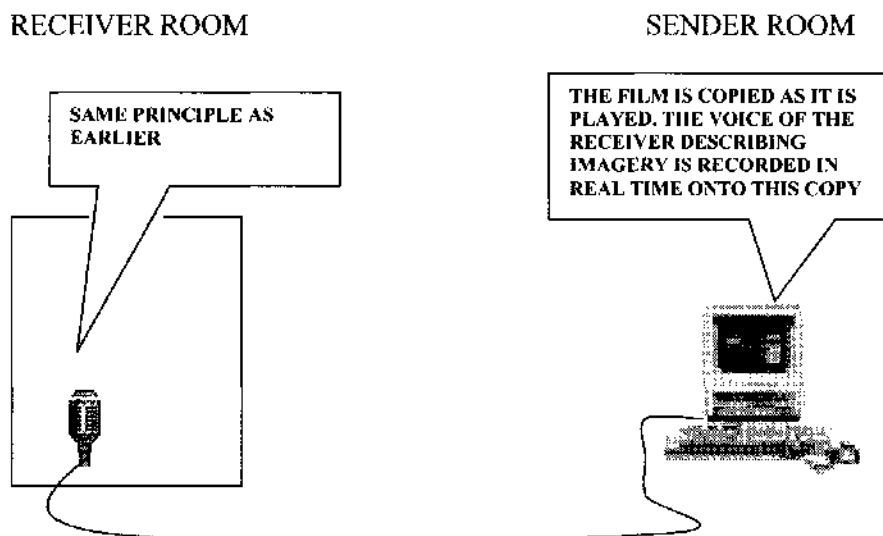 RECEIVER ROOM
SENDER ROOM
SAME PRINCIPLE AS
EARLIER
THE FILM IS COPIED AS IT IS
PLAYED. THE VOICE OF THE
RECEIVER DESCRIBING
IMAGERY IS RECORDED IN
REAL TIME ONTO THIS COPY